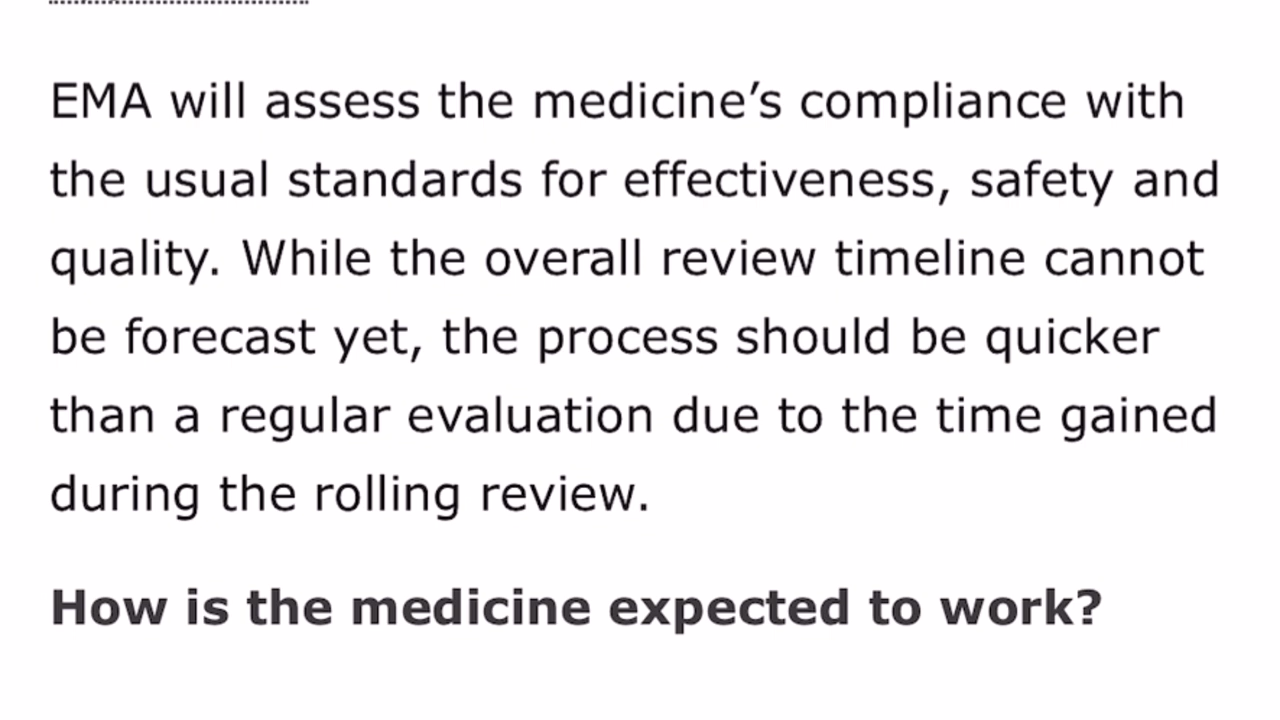 EMA will assess the medicine’s compliance with
the usual standards for effectiveness, safety and
quality. While the overall review timeline cannot
be forecast yet, the process should be quicker
than a regular evaluation due to the time gained
during the rolling review.
How is the medicine expected to work?